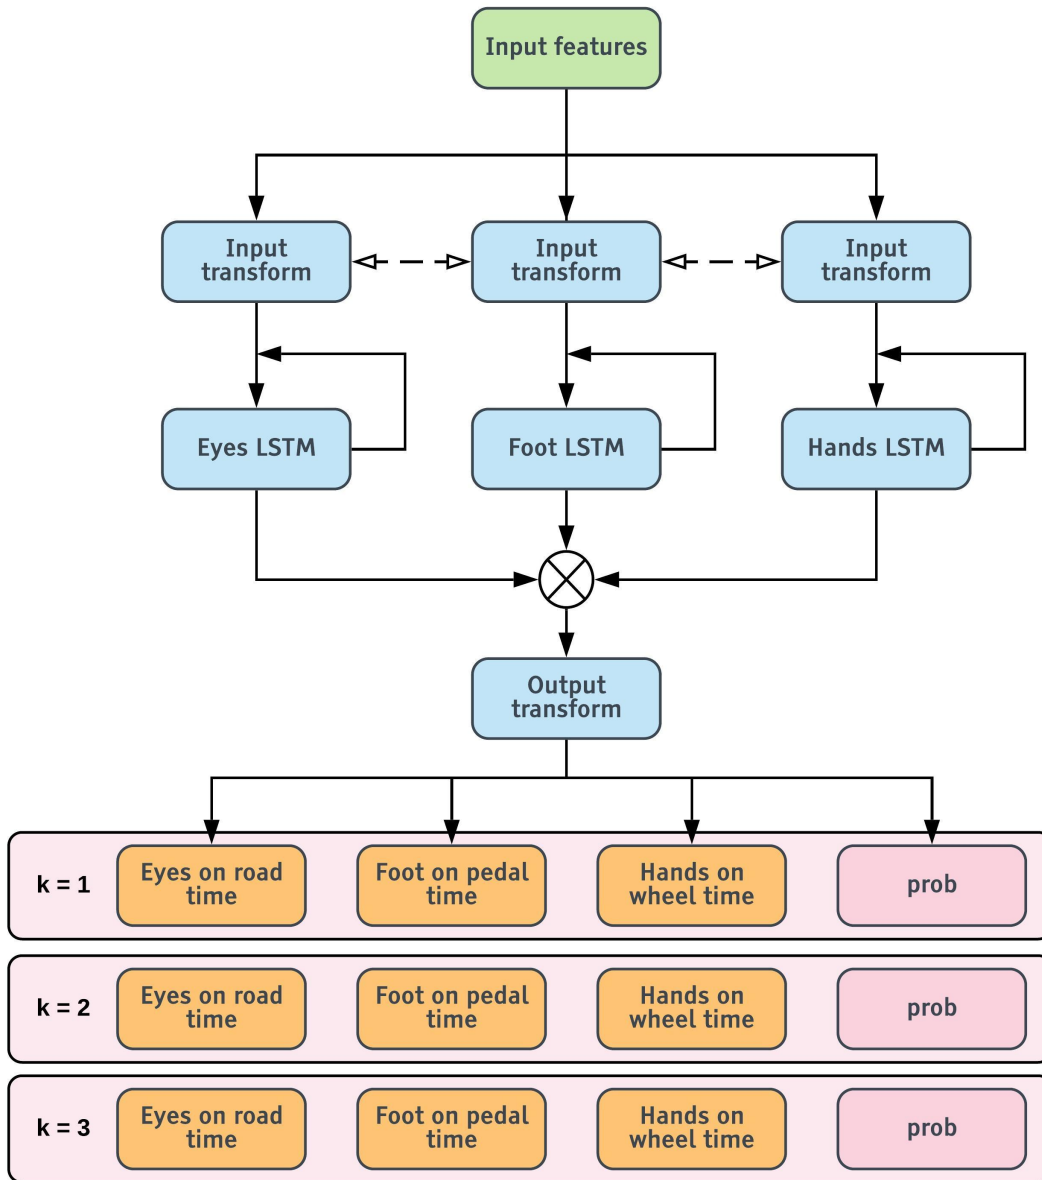 Input features
Input
transform
Input
transform
Input
transform
Eyes LSTM
Foot LSTM
Hands LSTM
Output
transform
k = 1
Eyes on road
time
Foot on pedal
time
Hands on
wheel time
prob
k = 2
Eyes on road
time
Foot on pedal
time
Hands on
wheel time
prob
k = 3
Eyes on road
time
Foot on pedal
time
Hands on
wheel time
prob